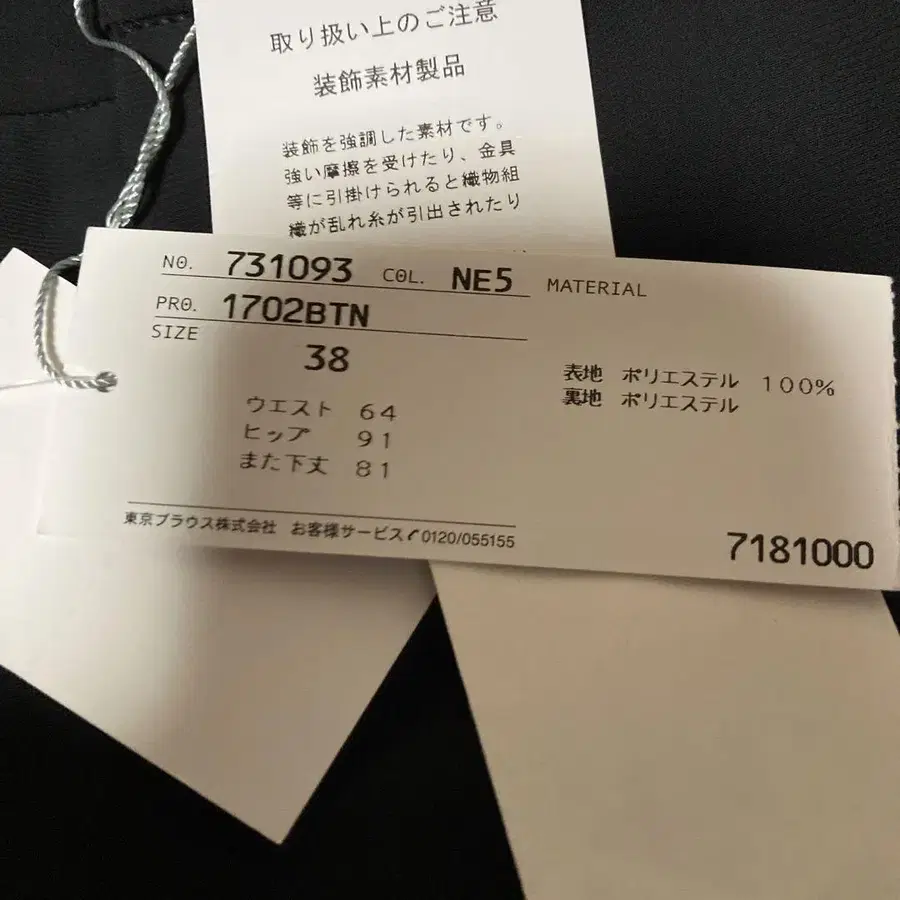 取り扱い上のご注意
装飾素材製品
装飾を強調した素材です。
強い摩擦を受けたり、金具
等に引掛けられると織物組
織が乱れ糸が引出されたり
NO. 731093 COL. NE5 MATERIAL
PRO. 1702BTN
SIZE
38
表地 ポリエステル 100%
裏地 ポリエステル
ウエスト 64
ヒップ 91
また下丈 81
東京ブラウス株式会社 お客様サービス✆0120/055155
7181000